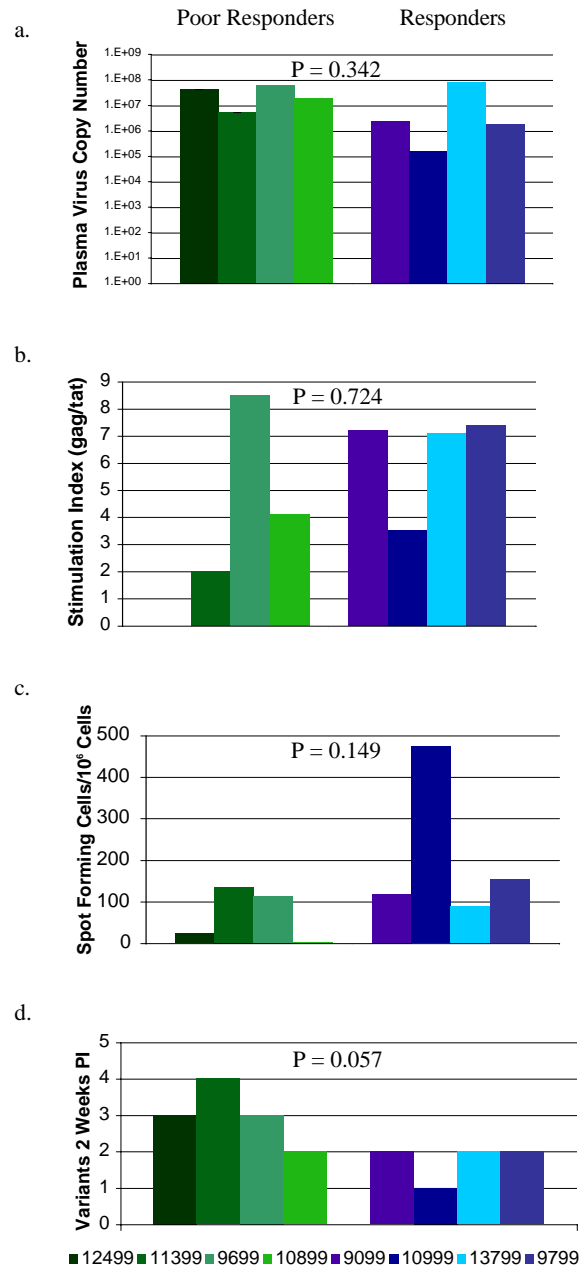 a.
Poor Responders Responders
P = 0.342
Plasma Virus Copy Number
1.E+09
1.E+08
1.E+07
1.E+06
1.E+05
1.E+04
1.E+03
1.E+02
1.E+01
1.E+00
b.
P = 0.724
Stimulation Index (gag/tat)
9
8
7
6
5
4
3
2
1
0
c.
P = 0.149
Spot Forming Cells/10⁶ Cells
500
400
300
200
100
0
d.
P = 0.057
Variants 2 Weeks PI
5
4
3
2
1
0
12499 11399 9699 10899 9099 10999 13799 9799